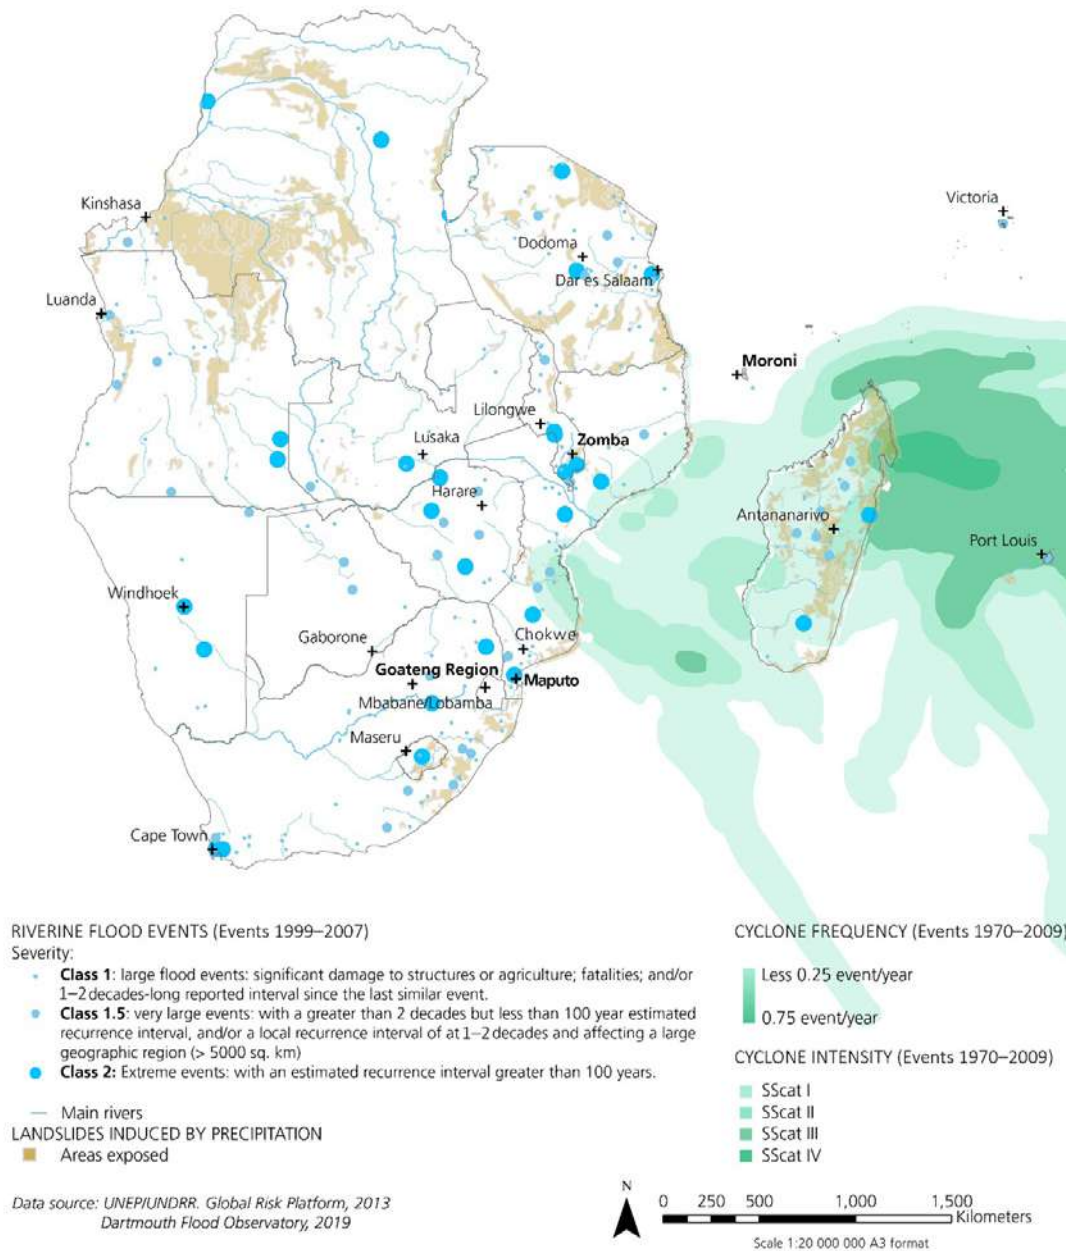 Victoria
Kinshasa
Dodoma
Dar es Salaam
Luanda
Moroni
Lilongwe
Lusaka
Zomba
Harare
Antananarivo
Port Louis
Windhoek
Gaborone
Chokwe
Goateng Region
Maputo
Mbabane/Lobamba
Maseru
Cape Town
RIVERINE FLOOD EVENTS (Events 1999–2007)
Severity:
Class 1: large flood events: significant damage to structures or agriculture; fatalities; and/or
1–2 decades-long reported interval since the last similar event.
Class 1.5: very large events: with a greater than 2 decades but less than 100 year estimated
recurrence interval, and/or a local recurrence interval of at 1–2 decades and affecting a large
geographic region (> 5000 sq. km)
Class 2: Extreme events: with an estimated recurrence interval greater than 100 years.
Main rivers
LANDSLIDES INDUCED BY PRECIPITATION
Areas exposed
Data source: UNEP/UNDRR. Global Risk Platform, 2013
Dartmouth Flood Observatory, 2019
CYCLONE FREQUENCY (Events 1970–2009)
Less 0.25 event/year
0.75 event/year
CYCLONE INTENSITY (Events 1970–2009)
SScat I
SScat II
SScat III
SScat IV
N
0 250 500 1,000 1,500
Kilometers
Scale 1:20 000 000 A3 format